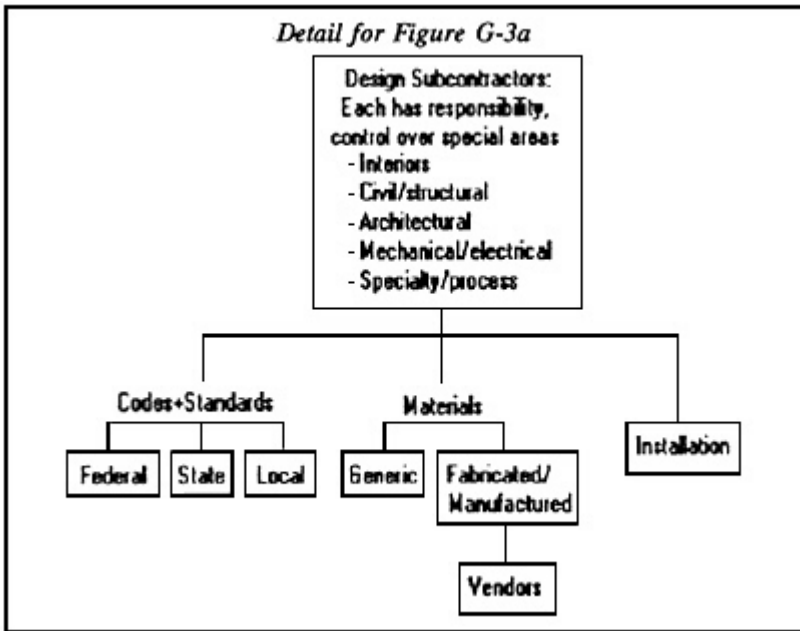 Detail for Figure G-3a
Design Subcontractors:
Each has responsibility,
control over special areas
- Interiors
- Civil/structural
- Architectural
- Mechanical/electrical
- Specialty/process
Codes+Standards
Federal
State
Local
Materials
Generic
Fabricated/
Manufactured
Vendors
Installation